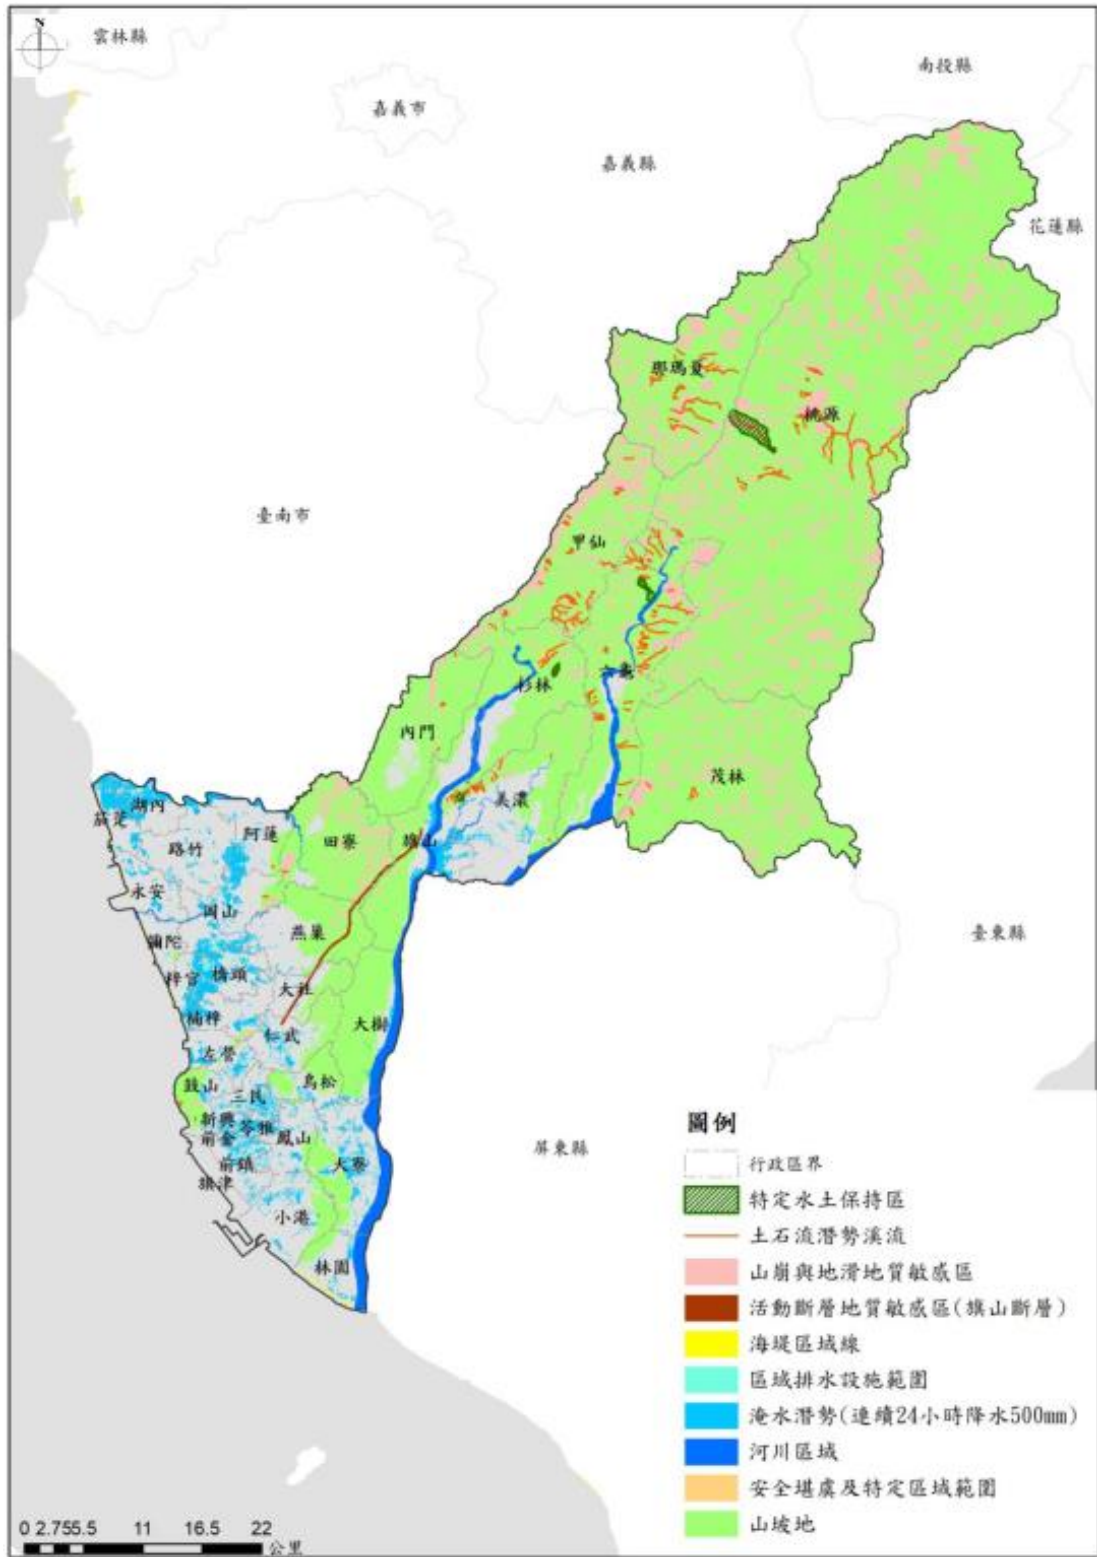 N
雲林縣
南投縣
嘉義市
嘉義縣
花蓮縣
那瑪夏
桃源
臺南市
甲仙
六龜
杉林
內門
茂林
美濃
湖內
茄萣
阿蓮
田寮
旗山
路竹
永安
岡山
燕巢
臺東縣
彌陀
橋頭
梓官
大社
楠梓
大樹
仁武
左營
鼓山
鳥松
三民
新興
苓雅
前金
鳳山
屏東縣
前鎮
大寮
旗津
小港
林園
圖例
行政區界
特定水土保持區
土石流潛勢溪流
山崩與地滑地質敏感區
活動斷層地質敏感區(旗山斷層)
海堤區域線
區域排水設施範圍
淹水潛勢(連續24小時降水500mm)
河川區域
安全堪虞及特定區域範圍
山坡地
0 2.755.5 11 16.5 22
公里